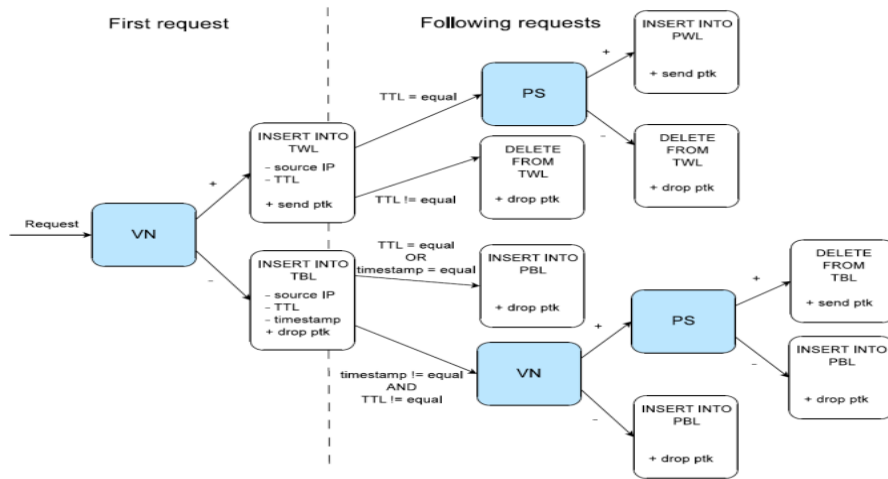 First request
Following requests
Request
VN
+
-
INSERT INTO
TWL
- source IP
- TTL
+ send ptk
INSERT INTO
TBL
- source IP
- TTL
- timestamp
+ drop ptk
TTL = equal
TTL != equal
PS
+
-
INSERT INTO
PWL
+ send ptk
DELETE
FROM
TWL
+ drop ptk
DELETE
FROM
TWL
+ drop ptk
TTL = equal
OR
timestamp = equal
INSERT INTO
PBL
+ drop ptk
timestamp != equal
AND
TTL != equal
VN
+
-
PS
+
-
DELETE
FROM
TBL
+ send ptk
INSERT INTO
PBL
+ drop ptk
INSERT INTO
PBL
+ drop ptk